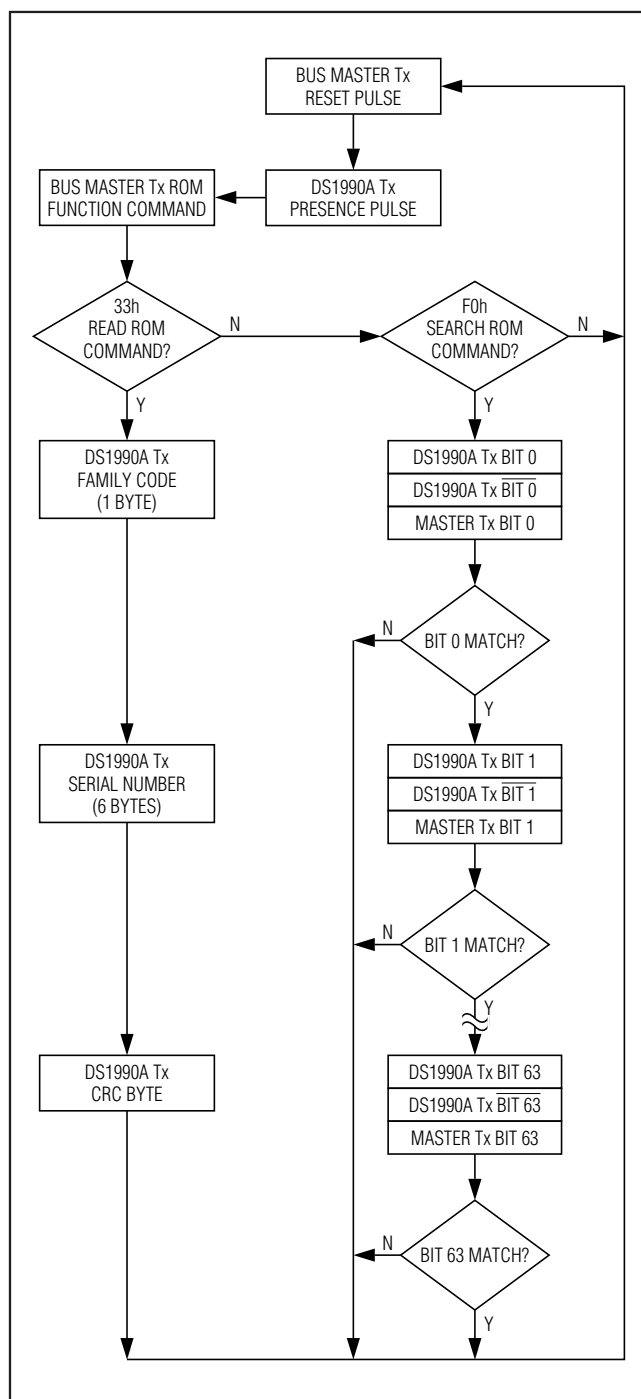 BUS MASTER Tx
RESET PULSE
BUS MASTER Tx ROM
FUNCTION COMMAND
DS1990A Tx
PRESENCE PULSE
33h
READ ROM
COMMAND?
N
Y
F0h
SEARCH ROM
COMMAND?
N
Y
DS1990A Tx
FAMILY CODE
(1 BYTE)
DS1990A Tx BIT 0
DS1990A Tx B̅I̅T̅ ̅0̅
MASTER Tx BIT 0
N
BIT 0 MATCH?
Y
DS1990A Tx
SERIAL NUMBER
(6 BYTES)
DS1990A Tx BIT 1
DS1990A Tx B̅I̅T̅ ̅1̅
MASTER Tx BIT 1
N
BIT 1 MATCH?
Y
DS1990A Tx
CRC BYTE
DS1990A Tx BIT 63
DS1990A Tx B̅I̅T̅ ̅6̅3̅
MASTER Tx BIT 63
N
BIT 63 MATCH?
Y